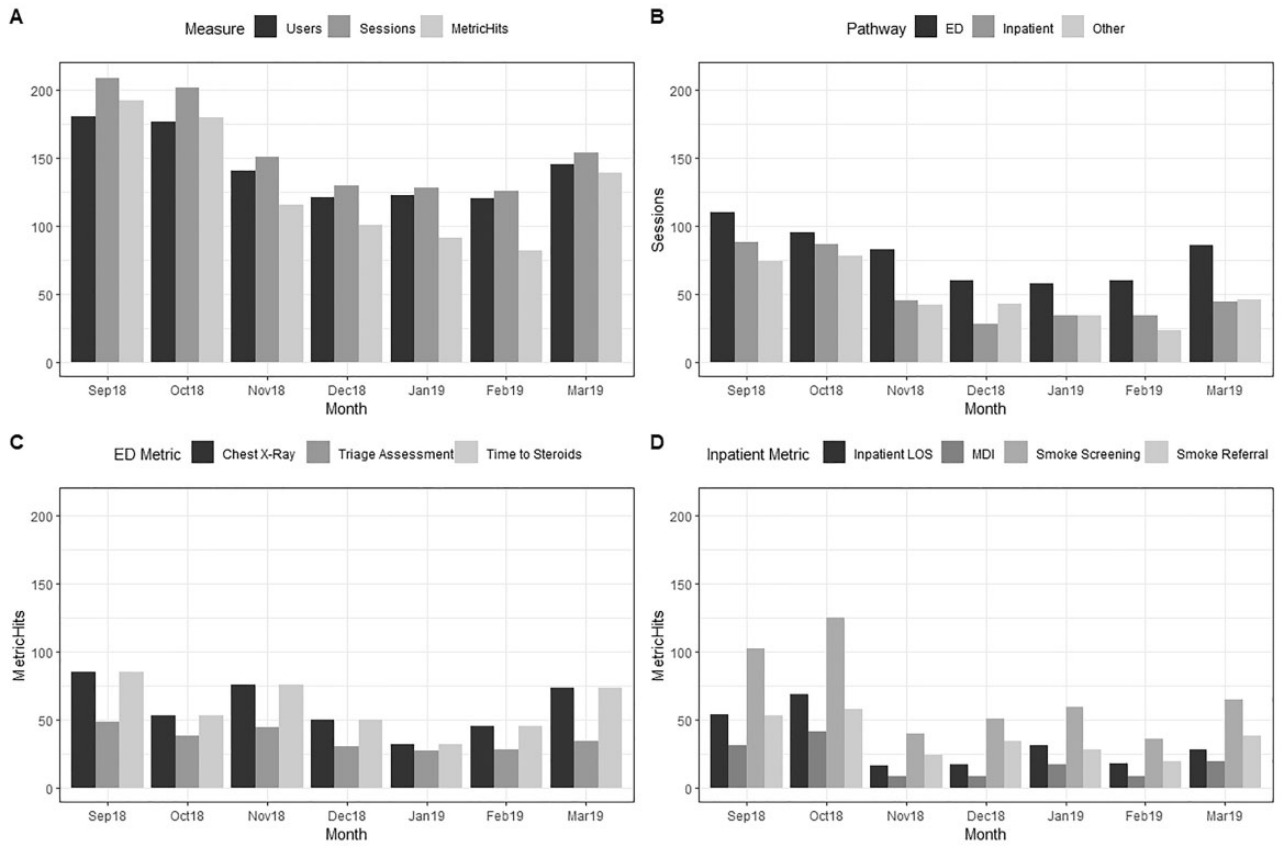 A
Measure Users Sessions MetricHits
200
150
100
50
0
Sep18 Oct18 Nov18 Dec18 Jan19 Feb19 Mar19
Month
B
Pathway ED Inpatient Other
Sessions
200
150
100
50
0
Sep18 Oct18 Nov18 Dec18 Jan19 Feb19 Mar19
Month
C
ED Metric Chest X-Ray Triage Assessment Time to Steroids
MetricHits
200
150
100
50
0
Sep18 Oct18 Nov18 Dec18 Jan19 Feb19 Mar19
Month
D
Inpatient Metric Inpatient LOS MDI Smoke Screening Smoke Referral
MetricHits
200
150
100
50
0
Sep18 Oct18 Nov18 Dec18 Jan19 Feb19 Mar19
Month